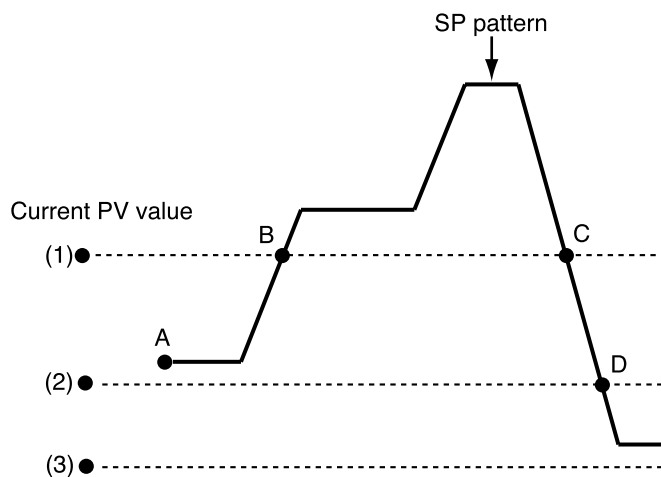 SP pattern
Current PV value
B
C
(1)
A
D
(2)
(3)